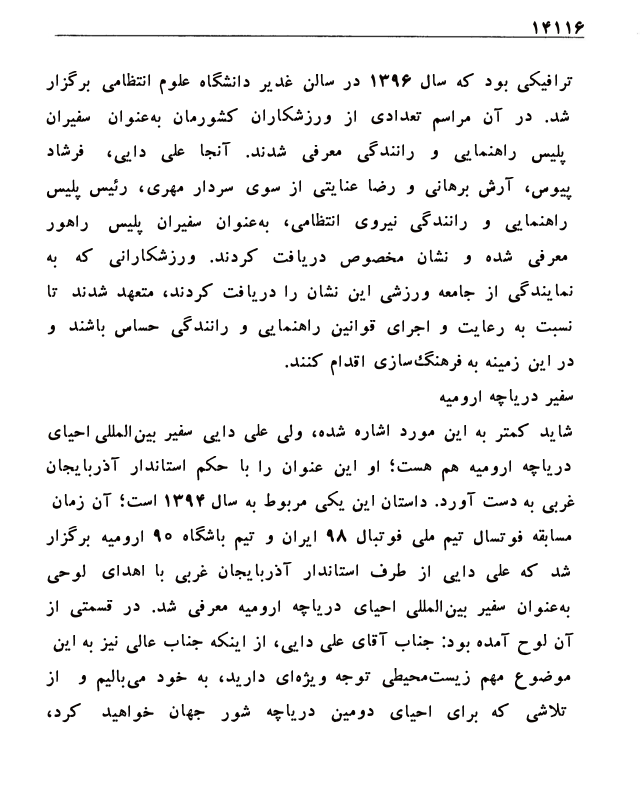 ۱۴۱۱۶
ترافیکی بود که سال ۱۳۹۶ در سالن غدیر دانشگاه علوم انتظامی برگزار
شد. در آن مراسم تعدادی از ورزشکاران کشورمان به‌عنوان سفیران
پلیس راهنمایی و رانندگی معرفی شدند. آنجا علی دایی، فرشاد
پیوس، آرش برهانی و رضا عنایتی از سوی سردار مهری، رئیس پلیس
راهنمایی و رانندگی نیروی انتظامی، به‌عنوان سفیران پلیس راهور
معرفی شده و نشان مخصوص دریافت کردند. ورزشکارانی که به
نمایندگی از جامعه ورزشی این نشان را دریافت کردند، متعهد شدند تا
نسبت به رعایت و اجرای قوانین راهنمایی و رانندگی حساس باشند و
در این زمینه به فرهنگ‌سازی اقدام کنند.
سفیر دریاچه ارومیه
شاید کمتر به این مورد اشاره شده، ولی علی دایی سفیر بین‌المللی احیای
دریاچه ارومیه هم هست؛ او این عنوان را با حکم استاندار آذربایجان
غربی به دست آورد. داستان این یکی مربوط به سال ۱۳۹۴ است؛ آن زمان
مسابقه فوتسال تیم ملی فوتبال ۹۸ ایران و تیم باشگاه ۹۰ ارومیه برگزار
شد که علی دایی از طرف استاندار آذربایجان غربی با اهدای لوحی
به‌عنوان سفیر بین‌المللی احیای دریاچه ارومیه معرفی شد. در قسمتی از
آن لوح آمده بود: جناب آقای علی دایی، از اینکه جناب عالی نیز به این
موضوع مهم زیست‌محیطی توجه ویژه‌ای دارید، به خود می‌بالیم و از
تلاشی که برای احیای دومین دریاچه شور جهان خواهید کرد،